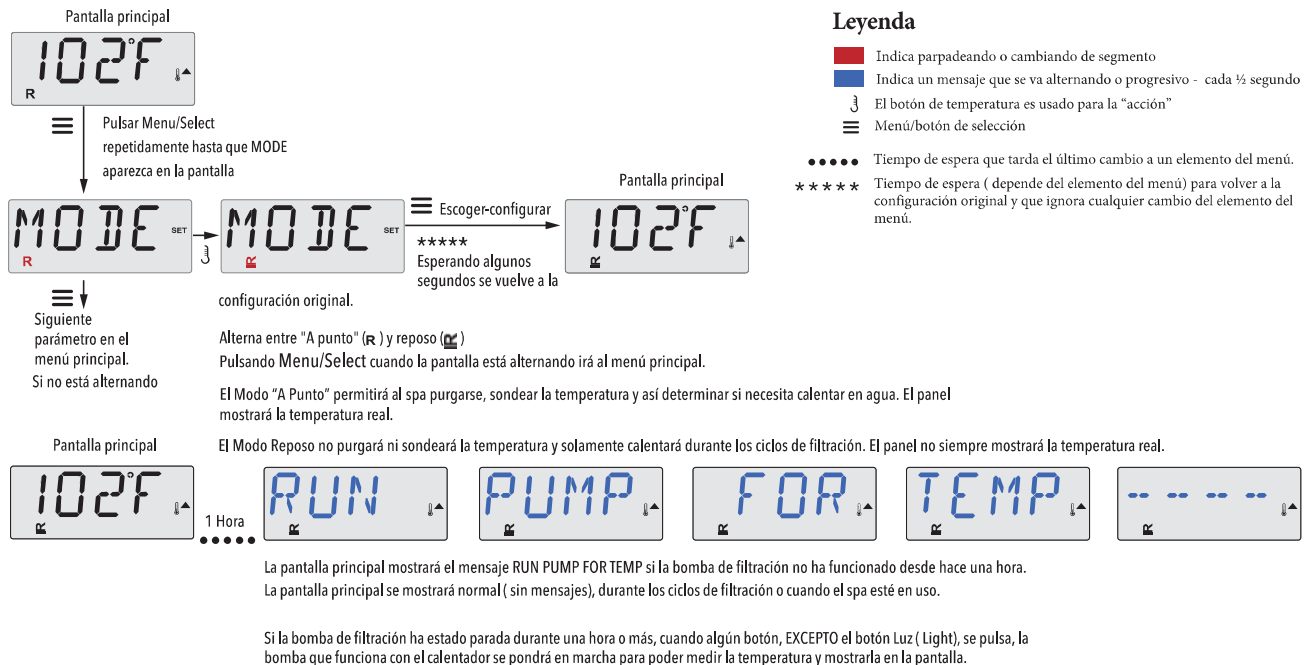 Pantalla principal
102°F
R
Pulsar Menu/Select
repetidamente hasta que MODE
aparezca en la pantalla
Leyenda
Indica parpadeando o cambiando de segmento
Indica un mensaje que se va alternando o progresivo - cada ½ segundo
El botón de temperatura es usado para la “acción”
Menú/botón de selección
••••• Tiempo de espera que tarda el último cambio a un elemento del menú.
***** Tiempo de espera ( depende del elemento del menú) para volver a la
configuración original y que ignora cualquier cambio del elemento del
menú.
MODE SET
R
MODE SET
R
Escoger-configurar
*****
Esperando algunos
segundos se vuelve a la
configuración original.
Pantalla principal
102°F
R
Siguiente
parámetro en el
menú principal.
Si no está alternando
Alterna entre "A punto" (R ) y reposo (R )
Pulsando Menu/Select cuando la pantalla está alternando irá al menú principal.
El Modo “A Punto” permitirá al spa purgarse, sondear la temperatura y así determinar si necesita calentar en agua. El panel
mostrará la temperatura real.
El Modo Reposo no purgará ni sondeará la temperatura y solamente calentará durante los ciclos de filtración. El panel no siempre mostrará la temperatura real.
Pantalla principal
102°F
R
1 Hora
•••••
RUN
R
PUMP
R
FOR
R
TEMP
R
-- -- -- --
R
La pantalla principal mostrará el mensaje RUN PUMP FOR TEMP si la bomba de filtración no ha funcionado desde hace una hora.
La pantalla principal se mostrará normal ( sin mensajes), durante los ciclos de filtración o cuando el spa esté en uso.
Si la bomba de filtración ha estado parada durante una hora o más, cuando algún botón, EXCEPTO el botón Luz ( Light), se pulsa, la
bomba que funciona con el calentador se pondrá en marcha para poder medir la temperatura y mostrarla en la pantalla.